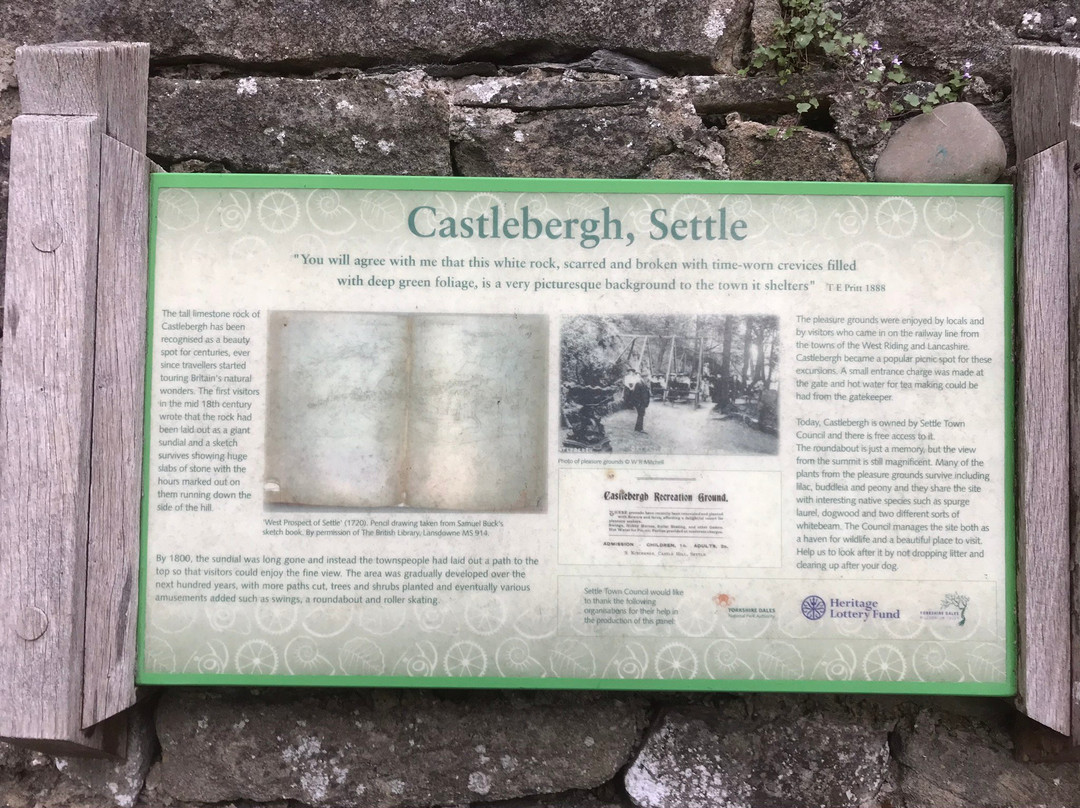 Castlebergh, Settle
"You will agree with me that this white rock, scarred and broken with time-worn crevices filled
with deep green foliage, is a very picturesque background to the town it shelters" T E Pritt 1888
The tall limestone rock of
Castlebergh has been
recognised as a beauty
spot for centuries, ever
since travellers started
touring Britain's natural
wonders. The first visitors
in the mid 18th century
wrote that the rock had
been laid out as a giant
sundial and a sketch
survives showing huge
slabs of stone with the
hours marked out on
them running down the
side of the hill.
'West Prospect of Settle' (1720). Pencil drawing taken from Samuel Buck's
sketch book. By permission of The British Library, Lansdowne MS 914.
By 1800, the sundial was long gone and instead the townspeople had laid out a path to the
top so that visitors could enjoy the fine view. The area was gradually developed over the
next hundred years, with more paths cut, trees and shrubs planted and eventually various
amusements added such as swings, a roundabout and roller skating.
Photo of pleasure grounds © W R Mitchell
Castlebergh Recreation Ground.
ADMISSION - CHILDREN, 1d. ADULTS, 2d.
Settle Town Council would like
to thank the following
organisations for their help in
the production of this panel
YORKSHIRE DALES
National Park Authority
Heritage
Lottery Fund
YORKSHIRE DALES
The pleasure grounds were enjoyed by locals and
by visitors who came in on the railway line from
the towns of the West Riding and Lancashire.
Castlebergh became a popular picnic spot for these
excursions. A small entrance charge was made at
the gate and hot water for tea making could be
had from the gatekeeper.
Today, Castlebergh is owned by Settle Town
Council and there is free access to it.
The roundabout is just a memory, but the view
from the summit is still magnificent. Many of the
plants from the pleasure grounds survive including
lilac, buddleia and peony and they share the site
with interesting native species such as spurge
laurel, dogwood and two different sorts of
whitebeam. The Council manages the site both as
a haven for wildlife and a beautiful place to visit.
Help us to look after it by not dropping litter and
clearing up after your dog.